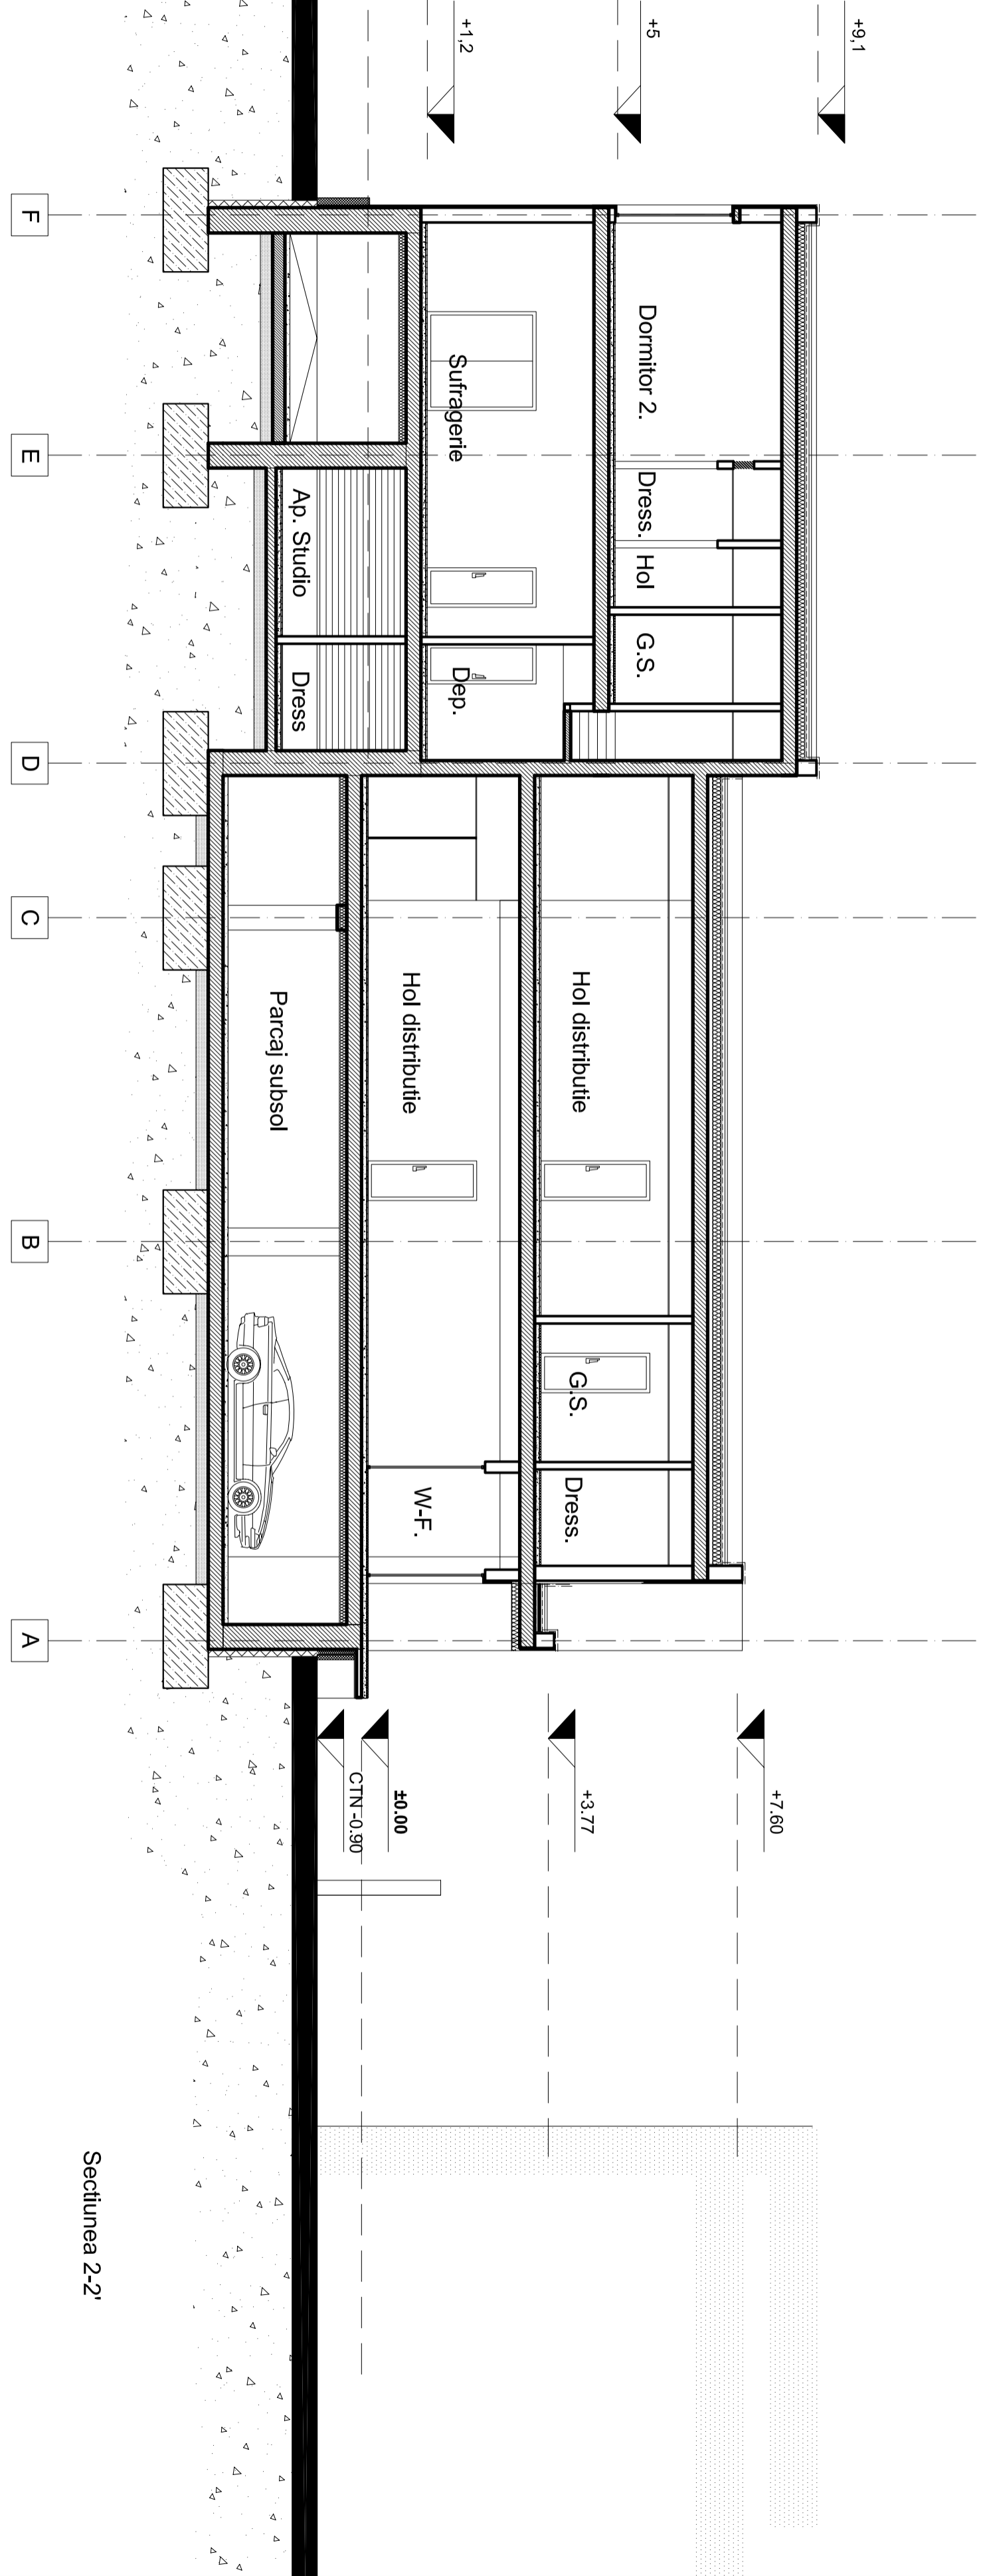 +9,1
+5
+1,2
Dormitor 2.
Dress.
Hol
G.S.
Sufragerie
Dep.
Ap. Studio
Dress
Hol distributie
G.S.
Dress.
Hol distributie
W-F.
Parcaj subsol
+7.60
+3.77
±0.00
CTN -0.90
F
E
D
C
B
A
Sectiunea 2-2'